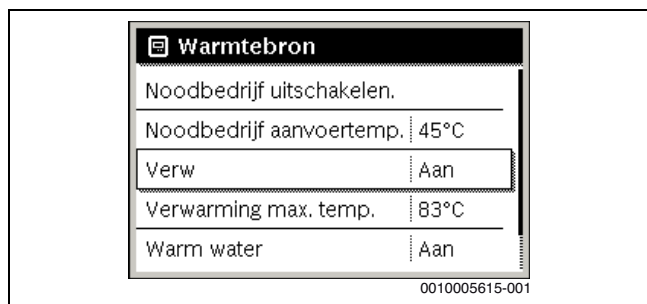 Warmtebron
Noodbedrijf uitschakelen.
Noodbedrijf aanvoertemp. 45°C
Verw Aan
Verwarming max. temp. 83°C
Warm water Aan
0010005615-001